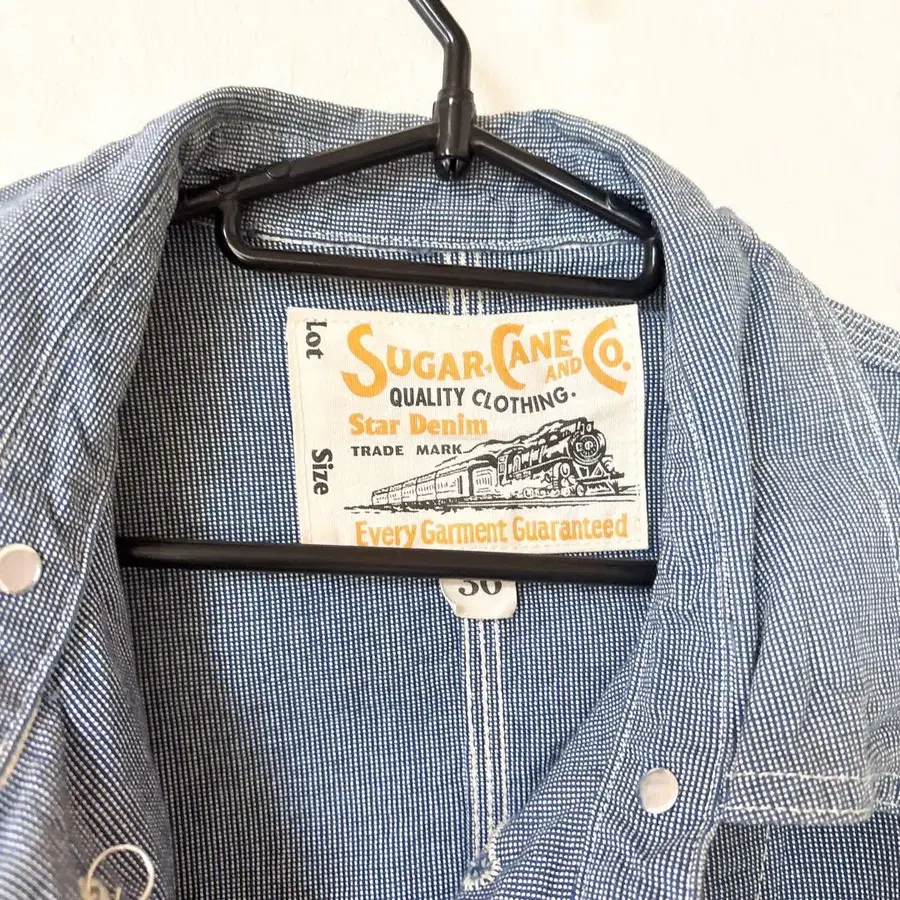 Lot
Size
SUGAR CANE AND CO.
QUALITY CLOTHING.
Star Denim
TRADE MARK
Every Garment Guaranteed